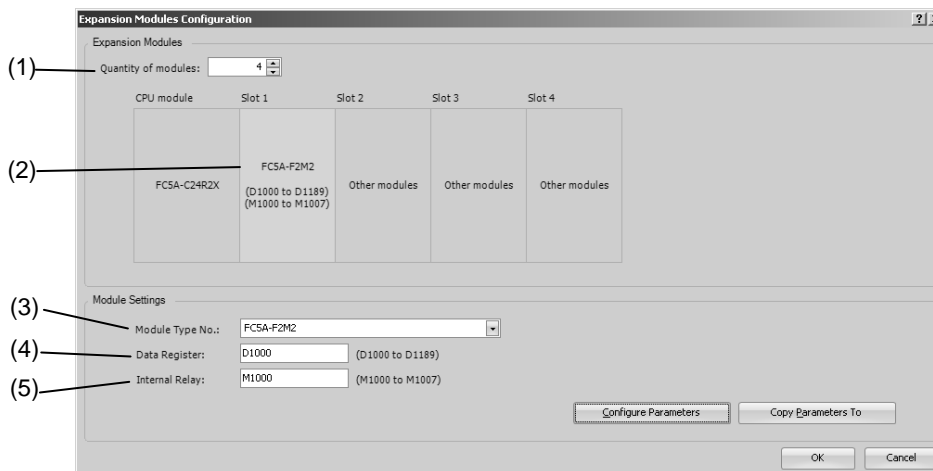 Expansion Modules Configuration
?
Expansion Modules
(1)
Quantity of modules: 4
CPU module Slot 1 Slot 2 Slot 3 Slot 4
(2)
FC5A-C24R2X
FC5A-F2M2
(D1000 to D1189)
(M1000 to M1007)
Other modules Other modules Other modules
Module Settings
(3)
Module Type No.: FC5A-F2M2
(4)
Data Register: D1000 (D1000 to D1189)
(5)
Internal Relay: M1000 (M1000 to M1007)
Configure Parameters Copy Parameters To
OK Cancel